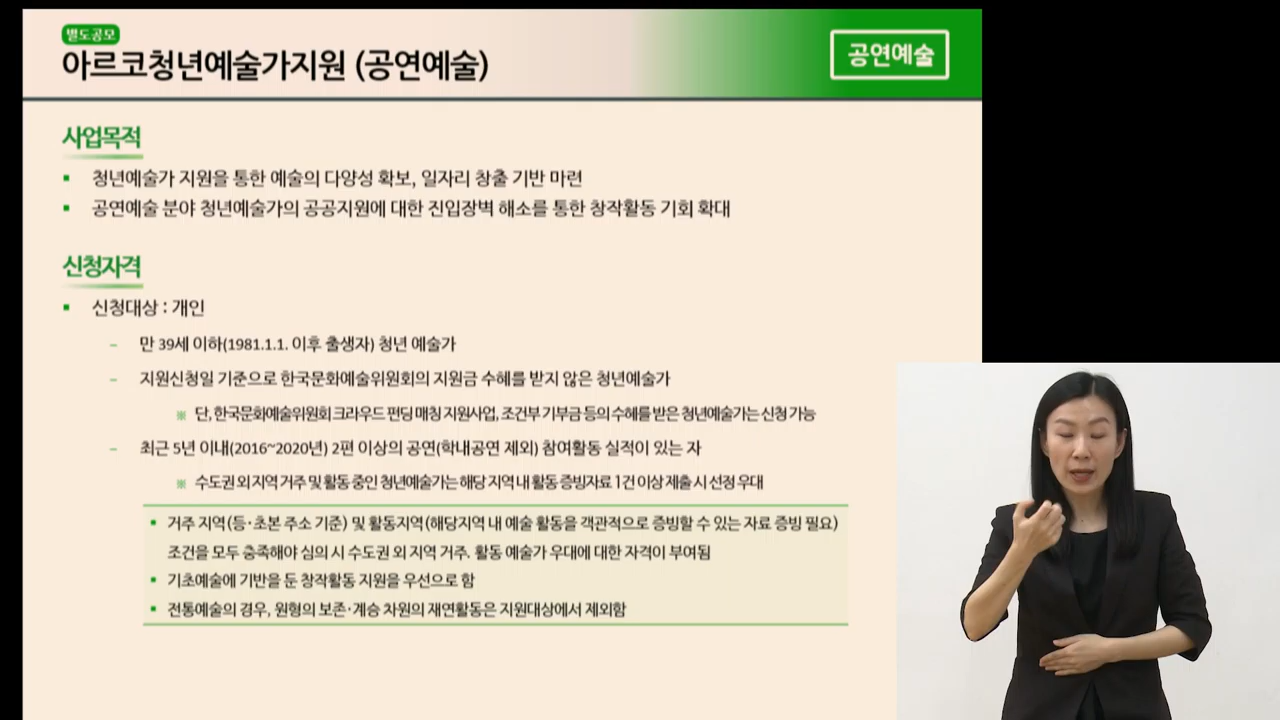 별도공모
아르코청년예술가지원 (공연예술)
공연예술
사업목적
▪ 청년예술가 지원을 통한 예술의 다양성 확보, 일자리 창출 기반 마련
▪ 공연예술 분야 청년예술가의 공공지원에 대한 진입장벽 해소를 통한 창작활동 기회 확대
신청자격
▪ 신청대상 : 개인
– 만 39세 이하(1981.1.1. 이후 출생자) 청년 예술가
– 지원신청일 기준으로 한국문화예술위원회의 지원금 수혜를 받지 않은 청년예술가
※ 단, 한국문화예술위원회 크라우드 펀딩 매칭 지원사업, 조건부 기부금 등의 수혜를 받은 청년예술가는 신청 가능
– 최근 5년 이내(2016~2020년) 2편 이상의 공연(학내공연 제외) 참여활동 실적이 있는 자
※ 수도권 외 지역 거주 및 활동 중인 청년예술가는 해당 지역 내 활동 증빙자료 1건 이상 제출 시 선정 우대
▪ 거주 지역(등·초본 주소 기준) 및 활동지역(해당지역 내 예술 활동을 객관적으로 증빙할 수 있는 자료 증빙 필요)
조건을 모두 충족해야 심의 시 수도권 외 지역 거주. 활동 예술가 우대에 대한 자격이 부여됨
▪ 기초예술에 기반을 둔 창작활동 지원을 우선으로 함
▪ 전통예술의 경우, 원형의 보존·계승 차원의 재연활동은 지원대상에서 제외함